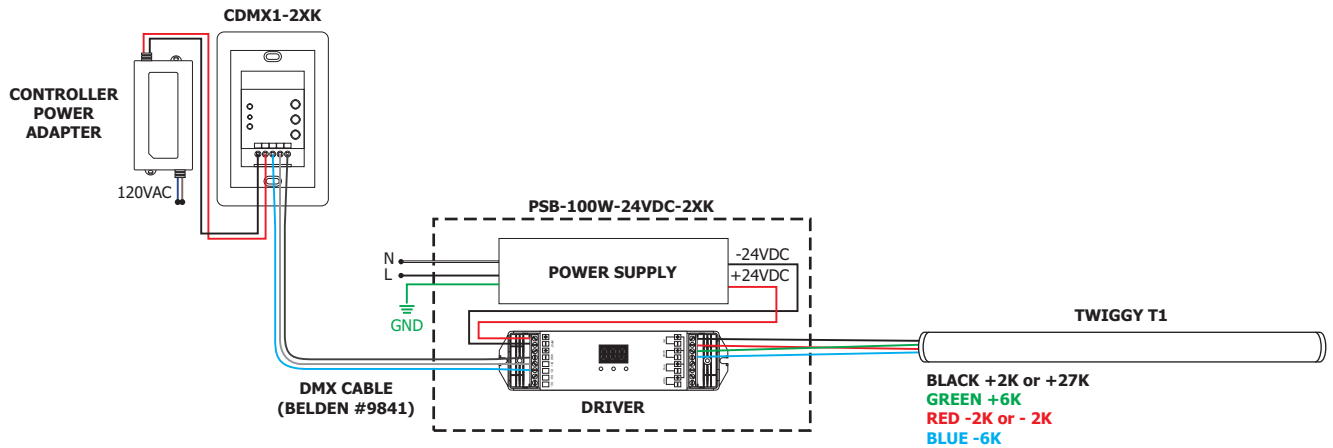 CDMX1-2XK
CONTROLLER
POWER
ADAPTER
120VAC
PSB-100W-24VDC-2XK
N
L
GND
POWER SUPPLY
-24VDC
+24VDC
TWIGGY T1
DMX CABLE
(BELDEN #9841)
DRIVER
BLACK +2K or +27K
GREEN +6K
RED -2K or - 2K
BLUE -6K